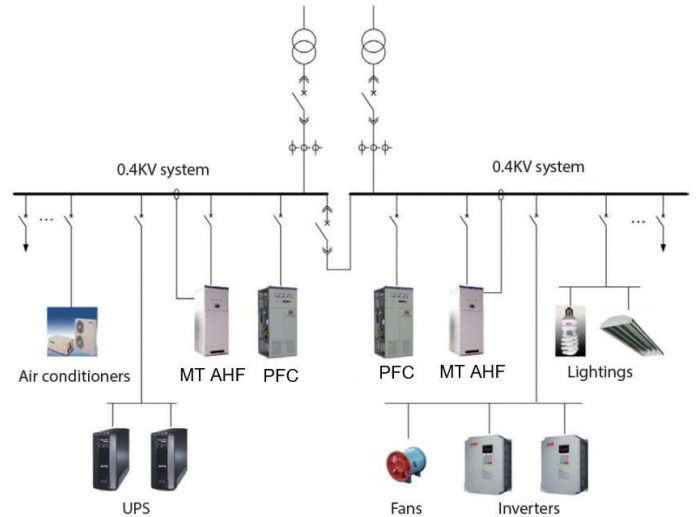 0.4KV system
0.4KV system
...
...
Air conditioners
MT AHF
PFC
PFC
MT AHF
Lightings
UPS
Fans
Inverters